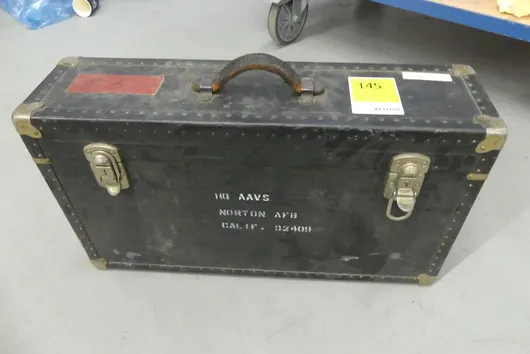 145
HQ AAVS
NORTON AFB
CALIF. 92409